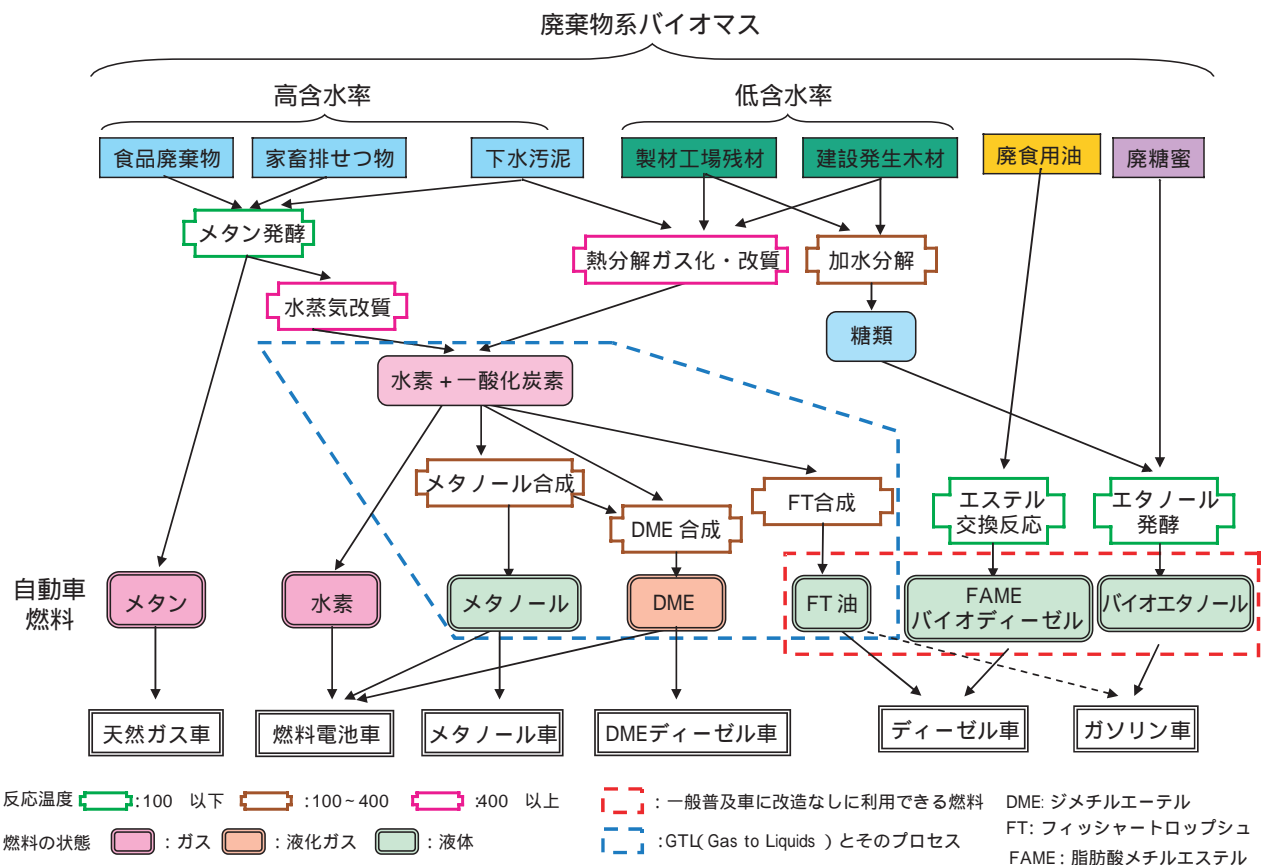 廃棄物系バイオマス
高含水率
低含水率
食品廃棄物
家畜排せつ物
下水汚泥
製材工場残材
建設発生木材
廃食用油
廃糖蜜
メタン発酵
熱分解ガス化・改質
加水分解
水蒸気改質
糖類
水素+一酸化炭素
メタノール合成
FT合成
エステル
交換反応
エタノール
発酵
DME 合成
自動車
燃料
メタン
水素
メタノール
DME
FT 油
FAME
バイオディーゼル
バイオエタノール
天然ガス車
燃料電池車
メタノール車
DMEディーゼル車
ディーゼル車
ガソリン車
反応温度 :100 以下 :100~400 :400 以上
:一般普及車に改造なしに利用できる燃料
DME: ジメチルエーテル
燃料の状態 :ガス :液化ガス :液体
:GTL( Gas to Liquids ) とそのプロセス
FT: フィッシャートロップシュ
FAME : 脂肪酸メチルエステル